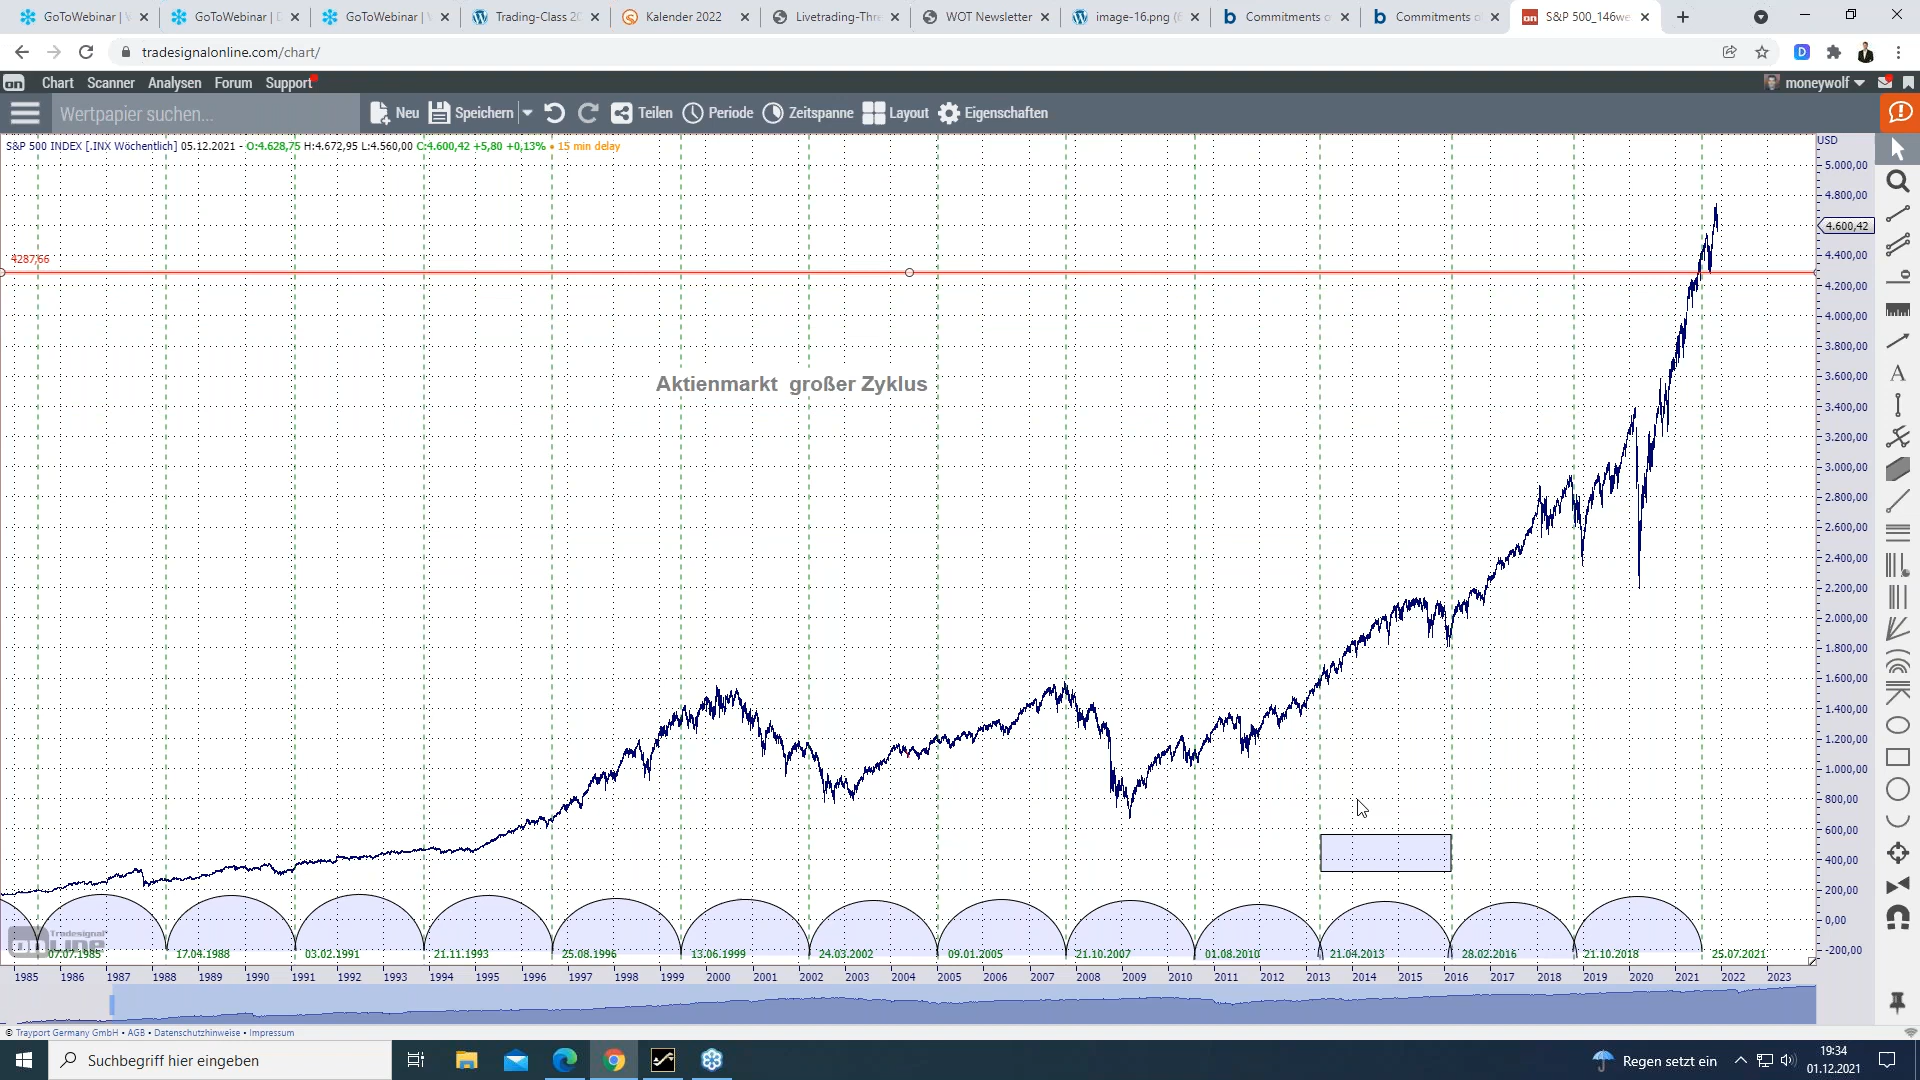 GoToWebinar |
GoToWebinar |
GoToWebinar |
Trading-Class 20
Kalender 2022
Livetrading-Thre
WOT Newsletter
image-16.png (6
Commitments o
Commitments o
S&P 500_146we
tradesignalonline.com/chart/
on Chart Scanner Analysen Forum Support moneywolf
Wertpapier suchen... Neu Speichern Teilen Periode Zeitspanne Layout Eigenschaften
S&P 500 INDEX [.INX Wöchentlich] 05.12.2021 - O:4.628,75 H:4.672,95 L:4.560,00 C:4.600,42 +5,80 +0,13% • 15 min delay
USD
5.000,00
4.800,00
4.600,42
4287,66
4.400,00
4.200,00
4.000,00
3.800,00
Aktienmarkt großer Zyklus
3.600,00
3.400,00
3.200,00
3.000,00
2.800,00
2.600,00
2.400,00
2.200,00
2.000,00
1.800,00
1.600,00
1.400,00
1.200,00
1.000,00
800,00
600,00
400,00
200,00
0,00
-200,00
Tradesignal
onLine
07.07.1985 17.04.1988 03.02.1991 21.11.1993 25.08.1996 13.06.1999 24.03.2002 09.01.2005 21.10.2007 01.08.2010 21.04.2013 28.02.2016 21.10.2018 25.07.2021
1985 1986 1987 1988 1989 1990 1991 1992 1993 1994 1995 1996 1997 1998 1999 2000 2001 2002 2003 2004 2005 2006 2007 2008 2009 2010 2011 2012 2013 2014 2015 2016 2017 2018 2019 2020 2021 2022 2023
© Trayport Germany GmbH • AGB • Datenschutzhinweise • Impressum
Suchbegriff hier eingeben
Regen setzt ein
19:34
01.12.2021